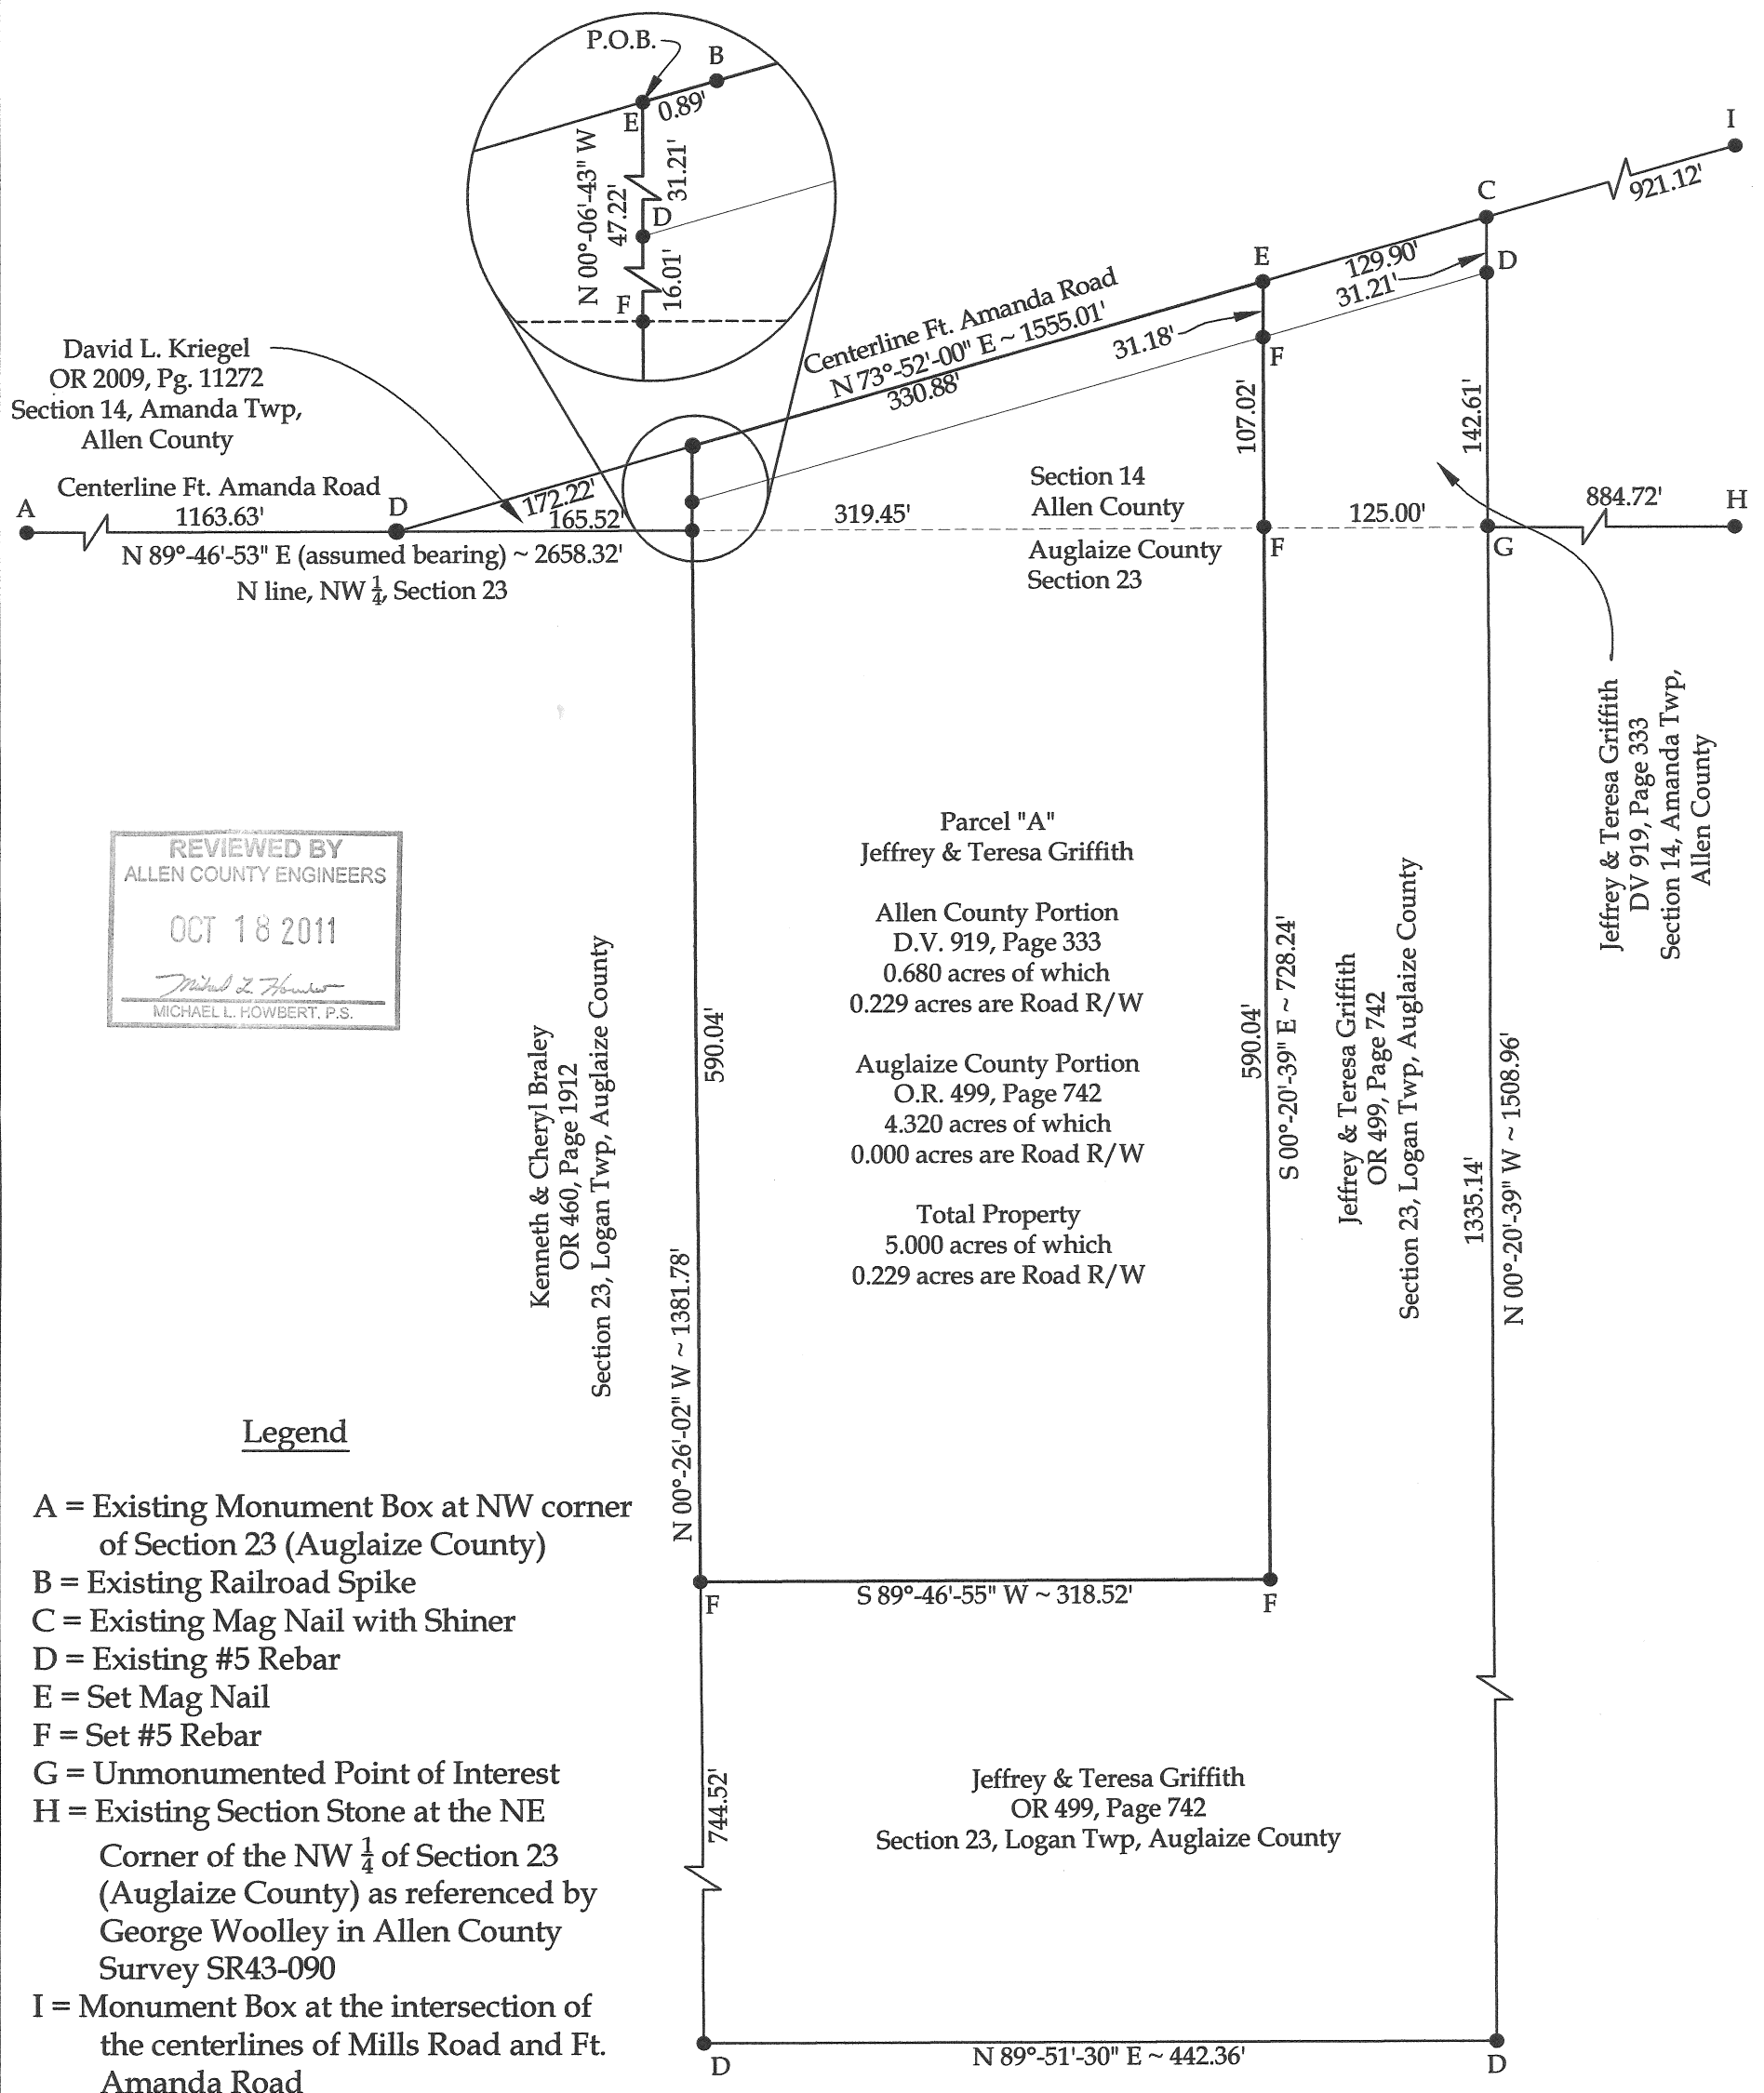 P.O.B.
B
0.89'
E
N 00°-06'-43" W
47.22'
31.21'
D
16.01'
F
I
921.12'
C
E
129.90'
D
31.21'
Centerline Ft. Amanda Road
N 73°-52'-00" E ~ 1555.01'
330.88'
31.18'
F
107.02'
142.61'
David L. Kriegel
OR 2009, Pg. 11272
Section 14, Amanda Twp,
Allen County
Centerline Ft. Amanda Road
A
1163.63'
D
172.22'
165.52'
N 89°-46'-53" E (assumed bearing) ~ 2658.32'
N line, NW 1/4, Section 23
319.45'
Section 14
Allen County
Auglaize County
Section 23
F
125.00'
G
884.72'
H
Jeffrey & Teresa Griffith
DV 919, Page 333
Section 14, Amanda Twp,
Allen County
REVIEWED BY
ALLEN COUNTY ENGINEERS
OCT 18 2011
Michael L. Howbert
MICHAEL L. HOWBERT, P.S.
Kenneth & Cheryl Braley
OR 460, Page 1912
Section 23, Logan Twp, Auglaize County
590.04'
N 00°-26'-02" W ~ 1381.78'
Parcel "A"
Jeffrey & Teresa Griffith
Allen County Portion
D.V. 919, Page 333
0.680 acres of which
0.229 acres are Road R/W
Auglaize County Portion
O.R. 499, Page 742
4.320 acres of which
0.000 acres are Road R/W
Total Property
5.000 acres of which
0.229 acres are Road R/W
590.04'
S 00°-20'-39" E ~ 728.24'
Jeffrey & Teresa Griffith
OR 499, Page 742
Section 23, Logan Twp, Auglaize County
1335.14'
N 00°-20'-39" W ~ 1508.96'
F
S 89°-46'-55" W ~ 318.52'
F
744.52'
Jeffrey & Teresa Griffith
OR 499, Page 742
Section 23, Logan Twp, Auglaize County
D
N 89°-51'-30" E ~ 442.36'
D
Legend
A = Existing Monument Box at NW corner
of Section 23 (Auglaize County)
B = Existing Railroad Spike
C = Existing Mag Nail with Shiner
D = Existing #5 Rebar
E = Set Mag Nail
F = Set #5 Rebar
G = Unmonumented Point of Interest
H = Existing Section Stone at the NE
Corner of the NW 1/4 of Section 23
(Auglaize County) as referenced by
George Woolley in Allen County
Survey SR43-090
I = Monument Box at the intersection of
the centerlines of Mills Road and Ft.
Amanda Road